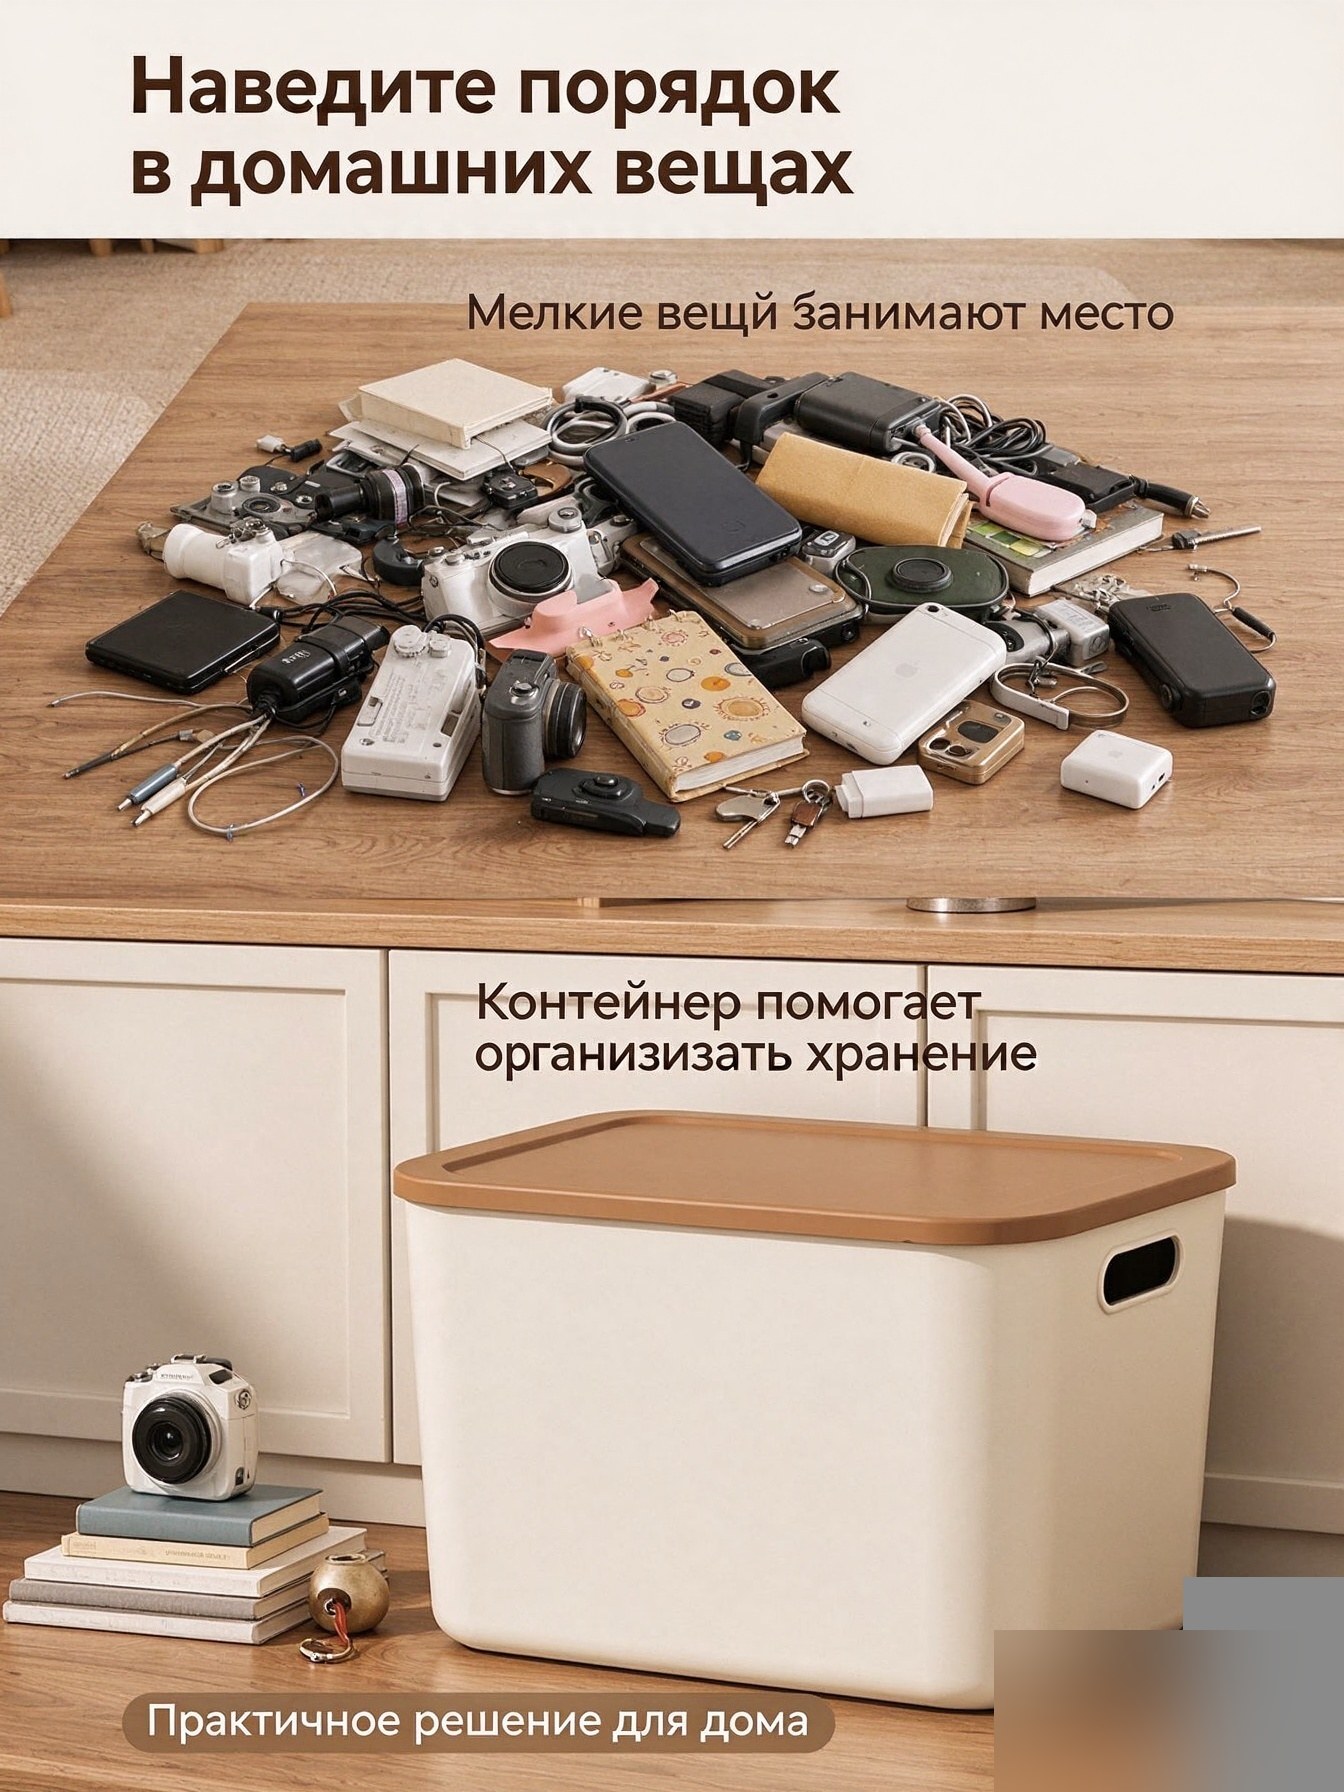 Наведите порядок
в домашних вещах
Мелкие вещй занимают место
Контейнер помогает
организизать хранение
Практичное решение для дома